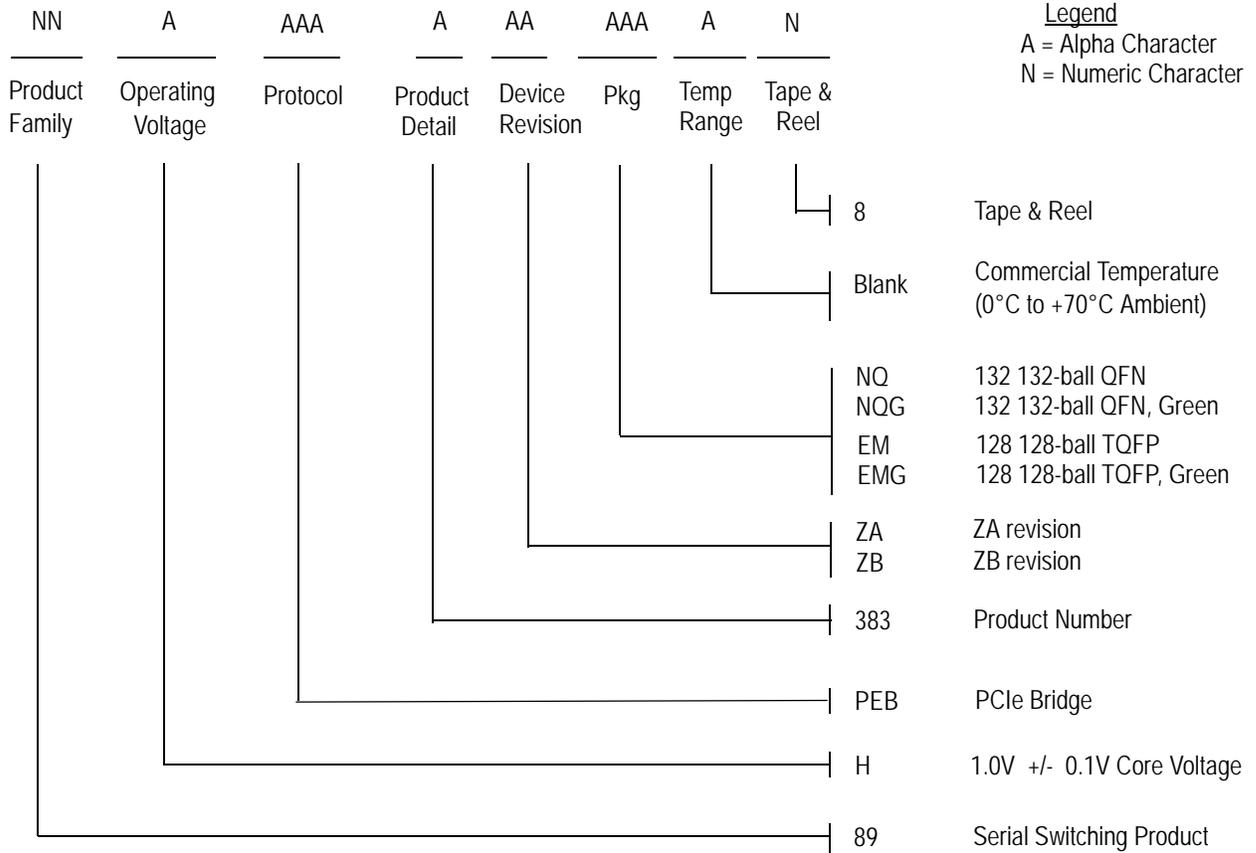 NN A AAA A AA AAA A N
Legend
A = Alpha Character
N = Numeric Character
Product Family
Operating Voltage
Protocol
Product Detail
Device Revision
Pkg
Temp Range
Tape & Reel
8 Tape & Reel
Blank Commercial Temperature
(0°C to +70°C Ambient)
NQ 132 132-ball QFN
NQG 132 132-ball QFN, Green
EM 128 128-ball TQFP
EMG 128 128-ball TQFP, Green
ZA ZA revision
ZB ZB revision
383 Product Number
PEB PCIe Bridge
H 1.0V +/- 0.1V Core Voltage
89 Serial Switching Product